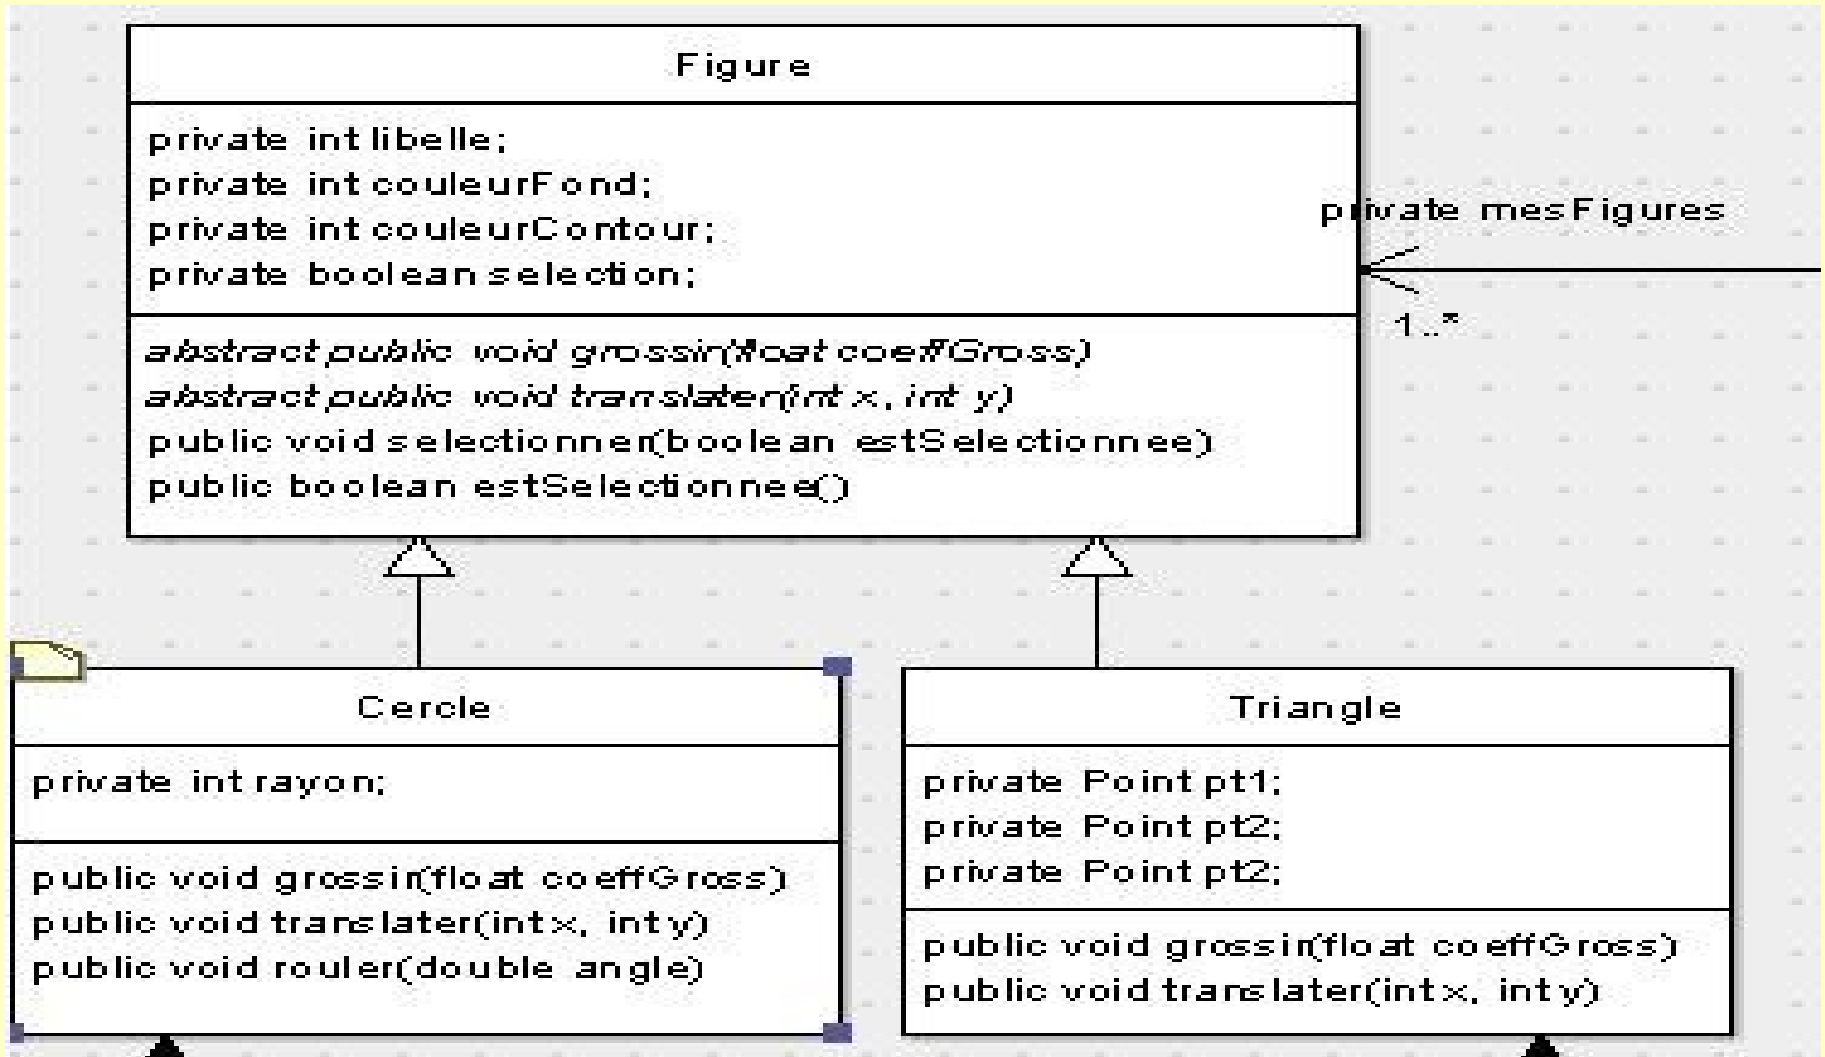 Figure
private int libelle;
private int couleurFond;
private int couleurContour;
private boolean selection;
private mesFigures
1..*
abstract public void grossir(float coeffGross)
abstract public void translater(int x, int y)
public void selectionner(boolean estSelectionnee)
public boolean estSelectionnee()
Cercle
private int rayon;
public void grossir(float coeffGross)
public void translater(int x, int y)
public void rouler(double angle)
Triangle
private Point pt1;
private Point pt2;
private Point pt2;
public void grossir(float coeffGross)
public void translater(int x, int y)